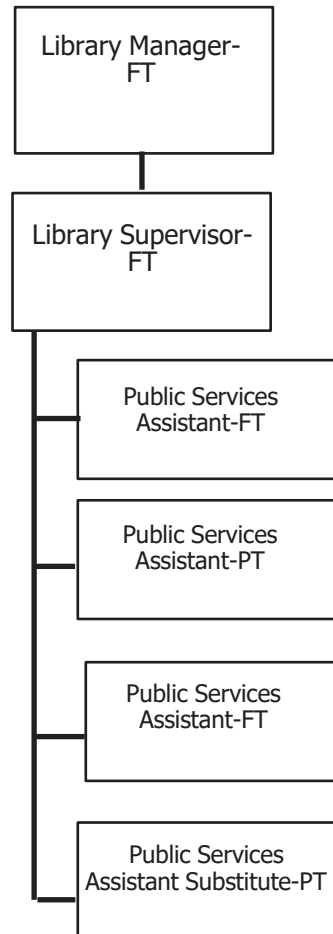 Library Manager-
FT
Library Supervisor-
FT
Public Services
Assistant-FT
Public Services
Assistant-PT
Public Services
Assistant-FT
Public Services
Assistant Substitute-PT